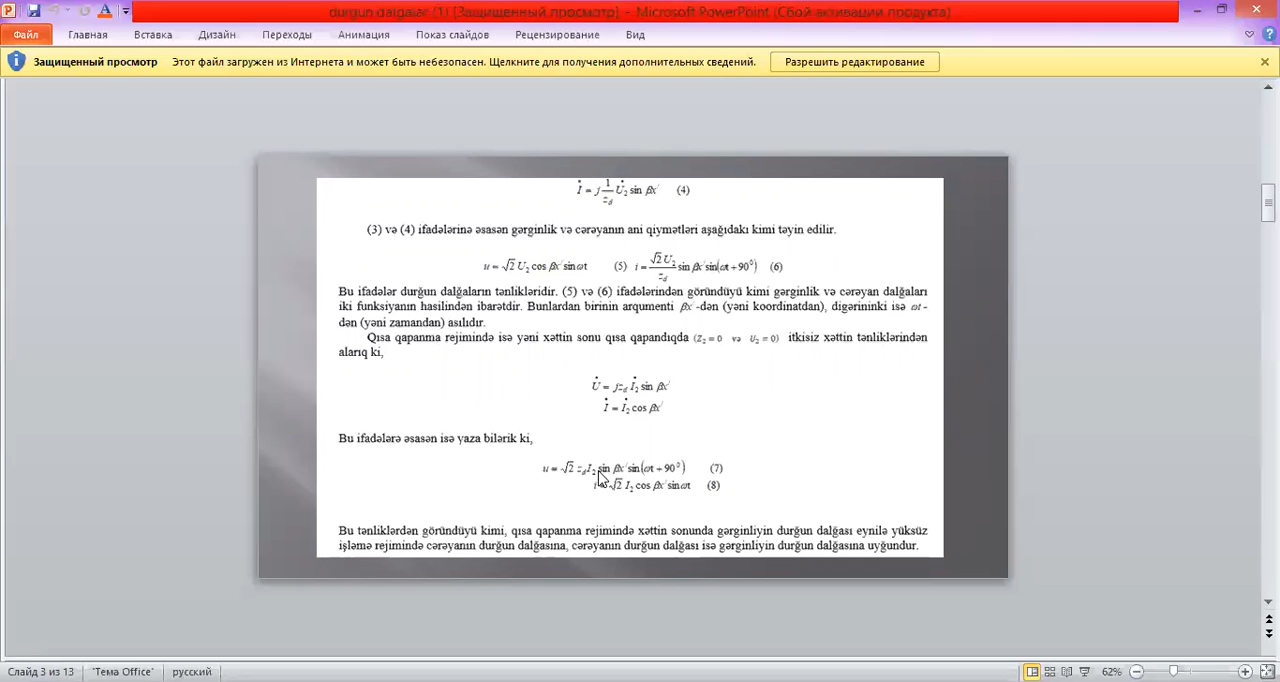 durgun dalgalar (1) [Защищенный просмотр] - Microsoft PowerPoint (Сбой активации продукта)
Файл Главная Вставка Дизайн Переходы Анимация Показ слайдов Рецензирование Вид
Защищенный просмотр Этот файл загружен из Интернета и может быть небезопасен. Щелкните для получения дополнительных сведений. Разрешить редактирование
İ = j 1/z_d U̇₂ sin βx′ (4)
(3) və (4) ifadələrinə əsasən gərginlik və cərəyanın ani qiymətləri aşağıdakı kimi təyin edilir.
u = √2 U₂ cos βx′ sin ωt (5) i = √2 U₂/z_d sin βx′ sin(ωt + 90⁰) (6)
Bu ifadələr durğun dalğaların tənlikləridir. (5) və (6) ifadələrindən göründüyü kimi gərginlik və cərəyan dalğaları
iki funksiyanın hasilindən ibarətdir. Bunlardan birinin arqumenti βx′ -dən (yəni koordinatdan), digərininki isə ωt -
dən (yəni zamandan) asılıdır.
Qısa qapanma rejimində isə yəni xəttin sonu qısa qapandıqda (Z₂ = 0 və U₂ = 0) itkisiz xəttin tənliklərindən
alarıq ki,
U̇ = jz_d İ₂ sin βx′
İ = İ₂ cos βx′
Bu ifadələrə əsasən isə yaza bilərik ki,
u = √2 z_d I₂ sin βx′ sin(ωt + 90⁰) (7)
i = √2 I₂ cos βx′ sin ωt (8)
Bu tənliklərdən göründüyü kimi, qısa qapanma rejimində xəttin sonunda gərginliyin durğun dalğası eynilə yüksüz
işləmə rejimində cərəyanın durğun dalğasına, cərəyanın durğun dalğası isə gərginliyin durğun dalğasına uyğundur.
Слайд 3 из 13 "Тема Office" русский 62%